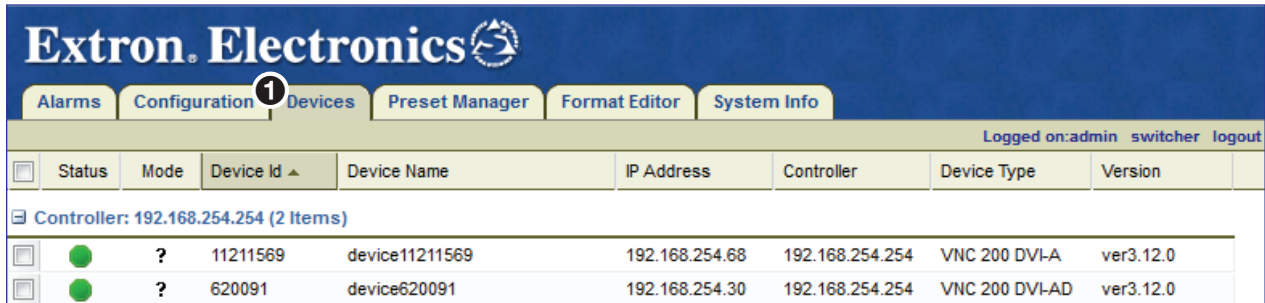 Extron® Electronics
Alarms Configuration 1 Devices Preset Manager Format Editor System Info
Logged on:admin switcher logout
Status Mode Device Id Device Name IP Address Controller Device Type Version
Controller: 192.168.254.254 (2 Items)
? 11211569 device11211569 192.168.254.68 192.168.254.254 VNC 200 DVI-A ver3.12.0
? 620091 device620091 192.168.254.30 192.168.254.254 VNC 200 DVI-AD ver3.12.0